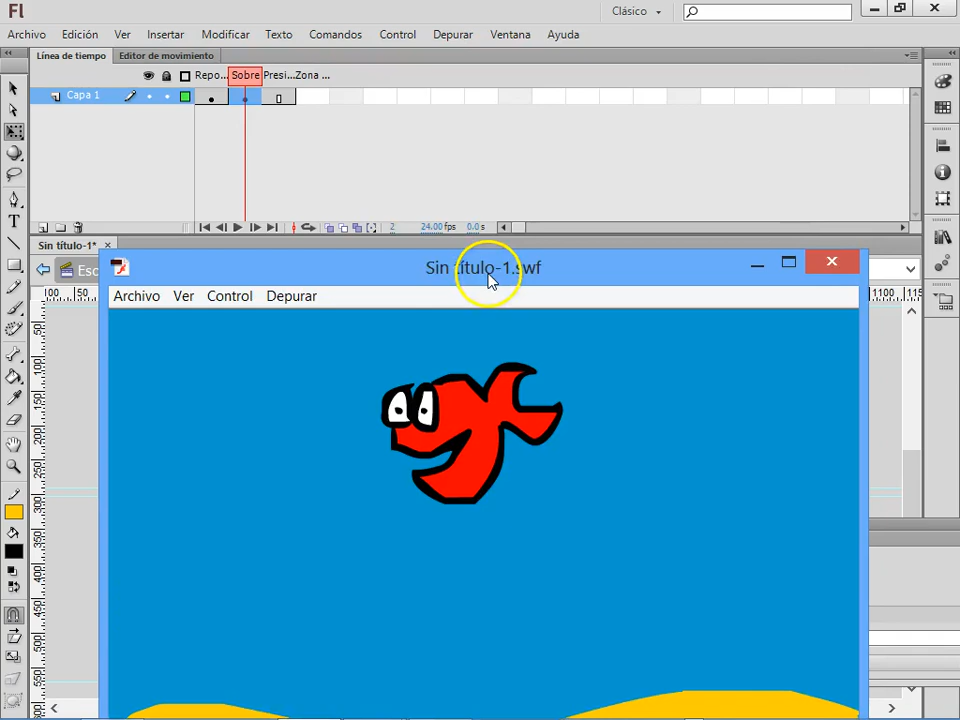 Fl
Clásico
Archivo Edición Ver Insertar Modificar Texto Comandos Control Depurar Ventana Ayuda
Línea de tiempo Editor de movimiento
Repo... Sobre Presi... Zona ...
Capa 1
2 24.00 fps 0.0 s
Sin título-1* ×
Esc
Sin título-1.swf
Archivo Ver Control Depurar